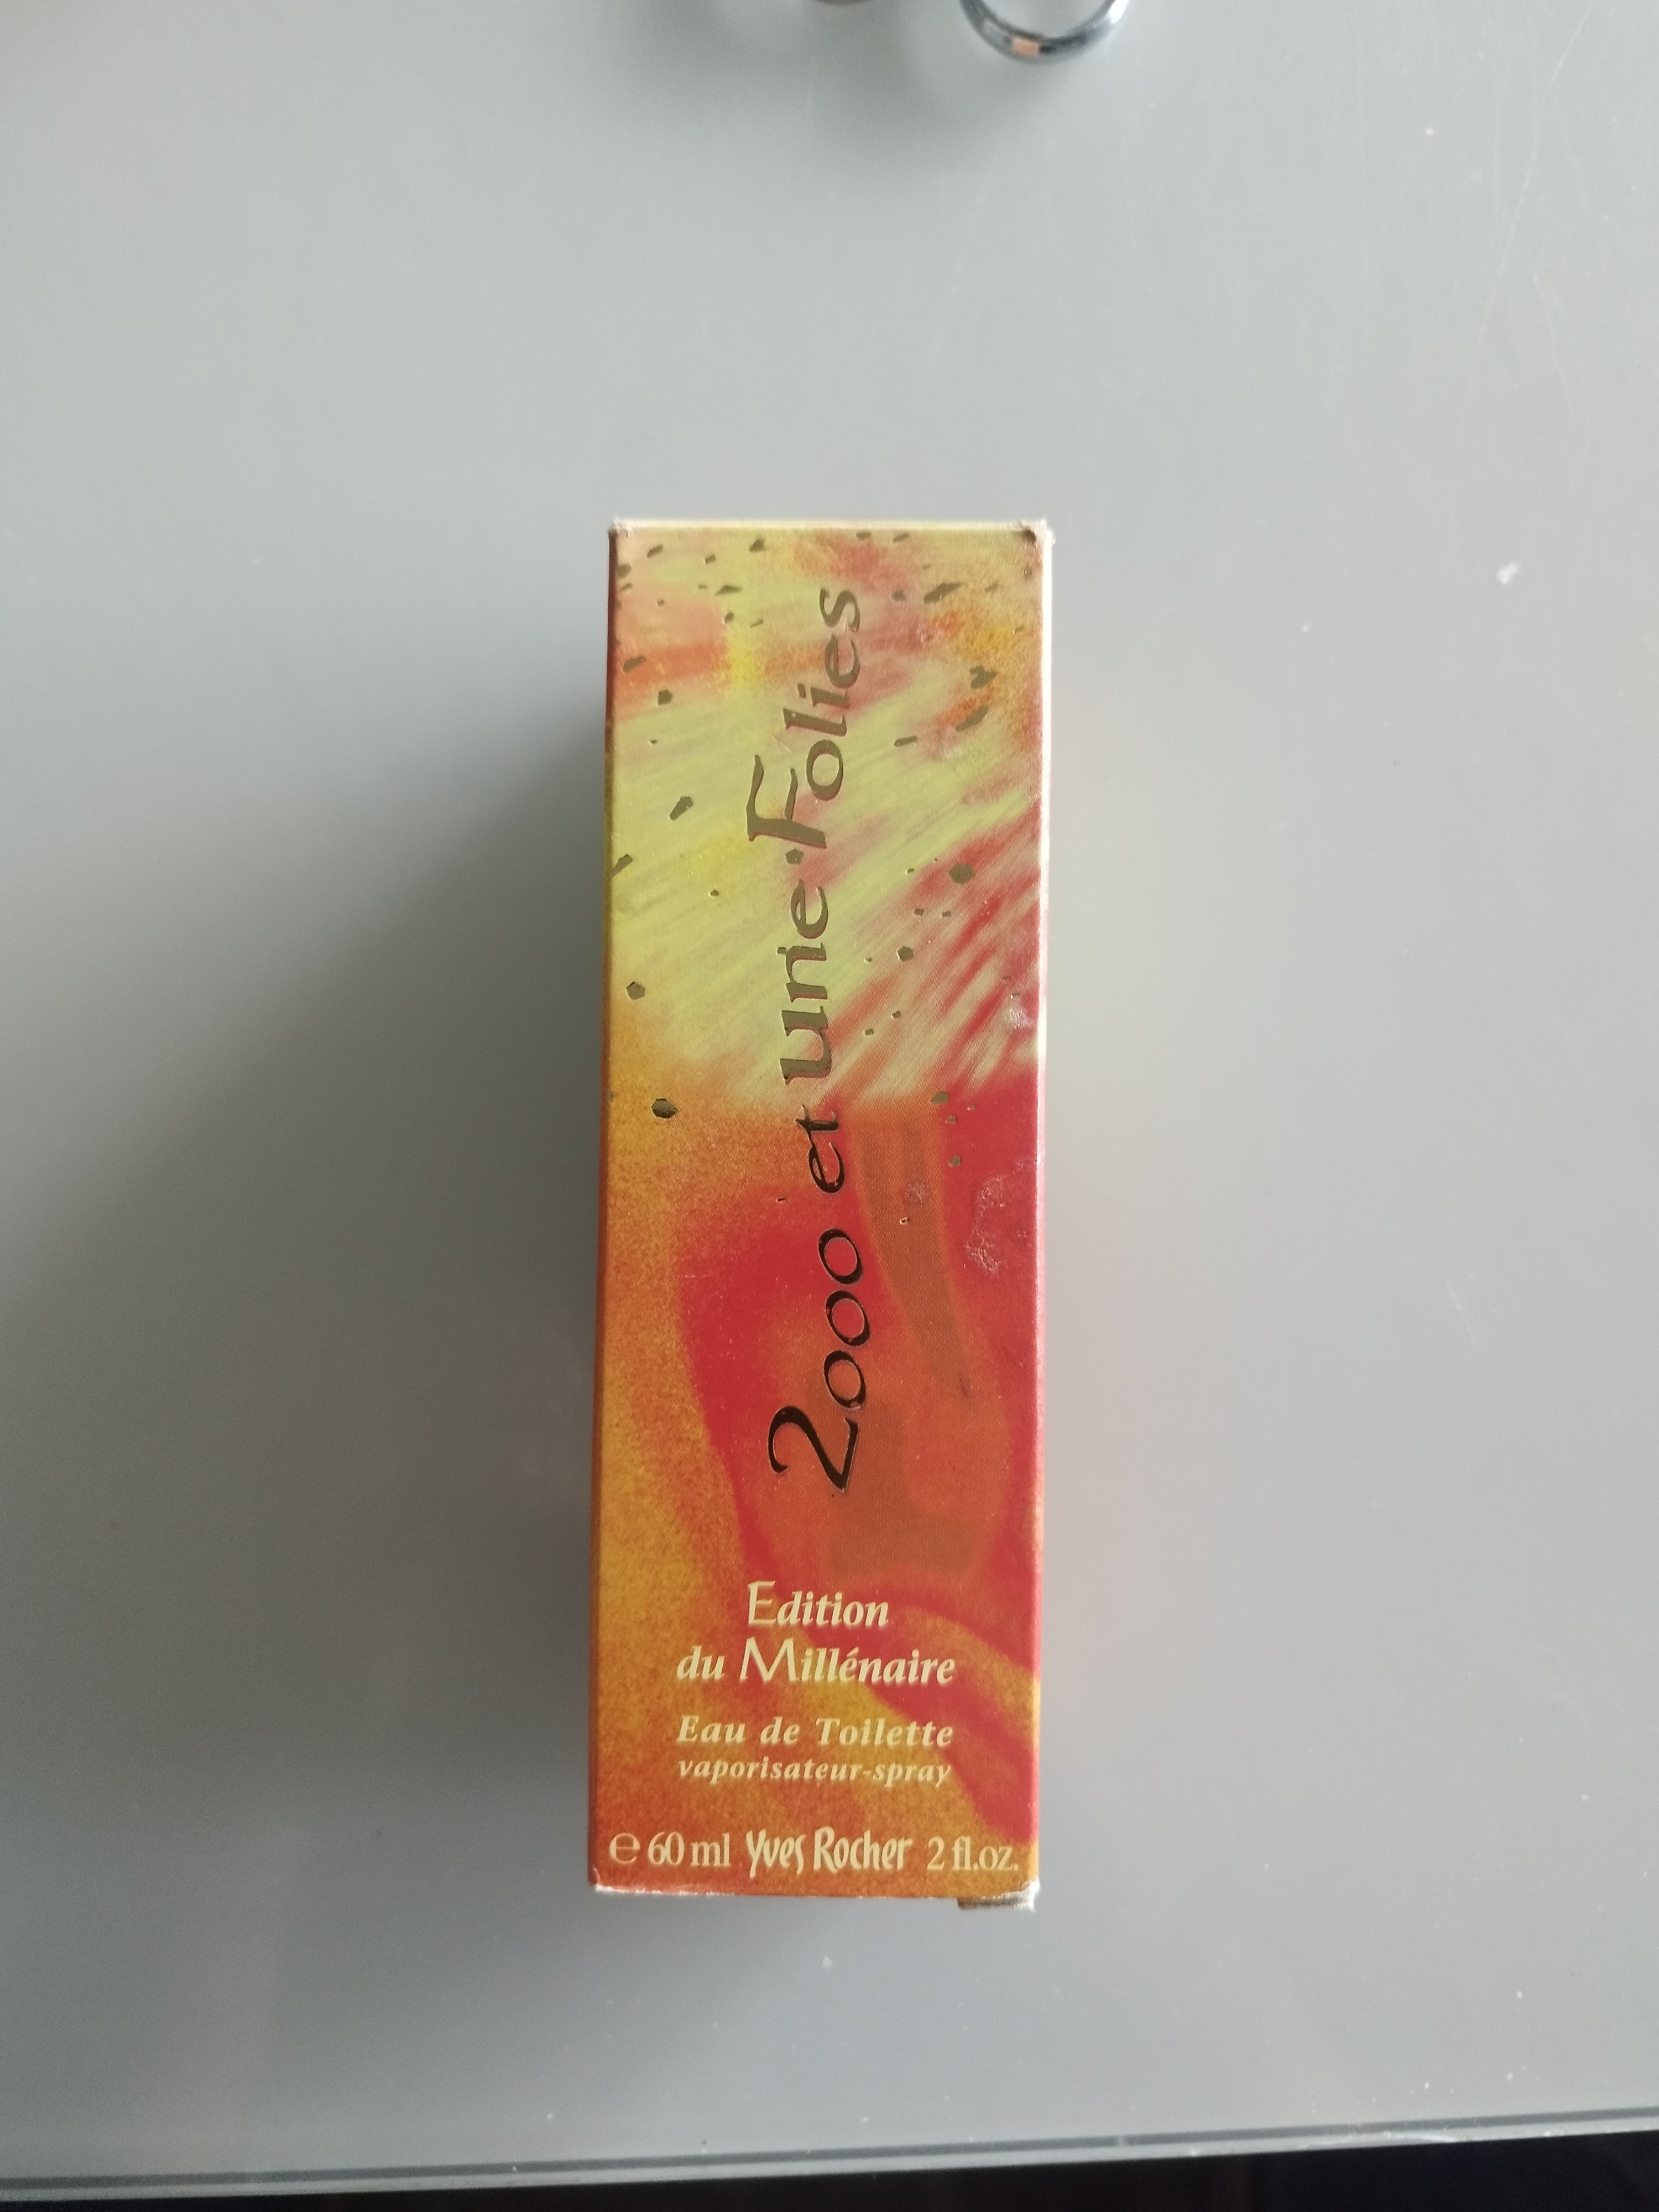 2000 et une Folies
Edition
du Millénaire
Eau de Toilette
vaporisateur-spray
℮ 60 ml Yves Rocher 2 fl.oz.